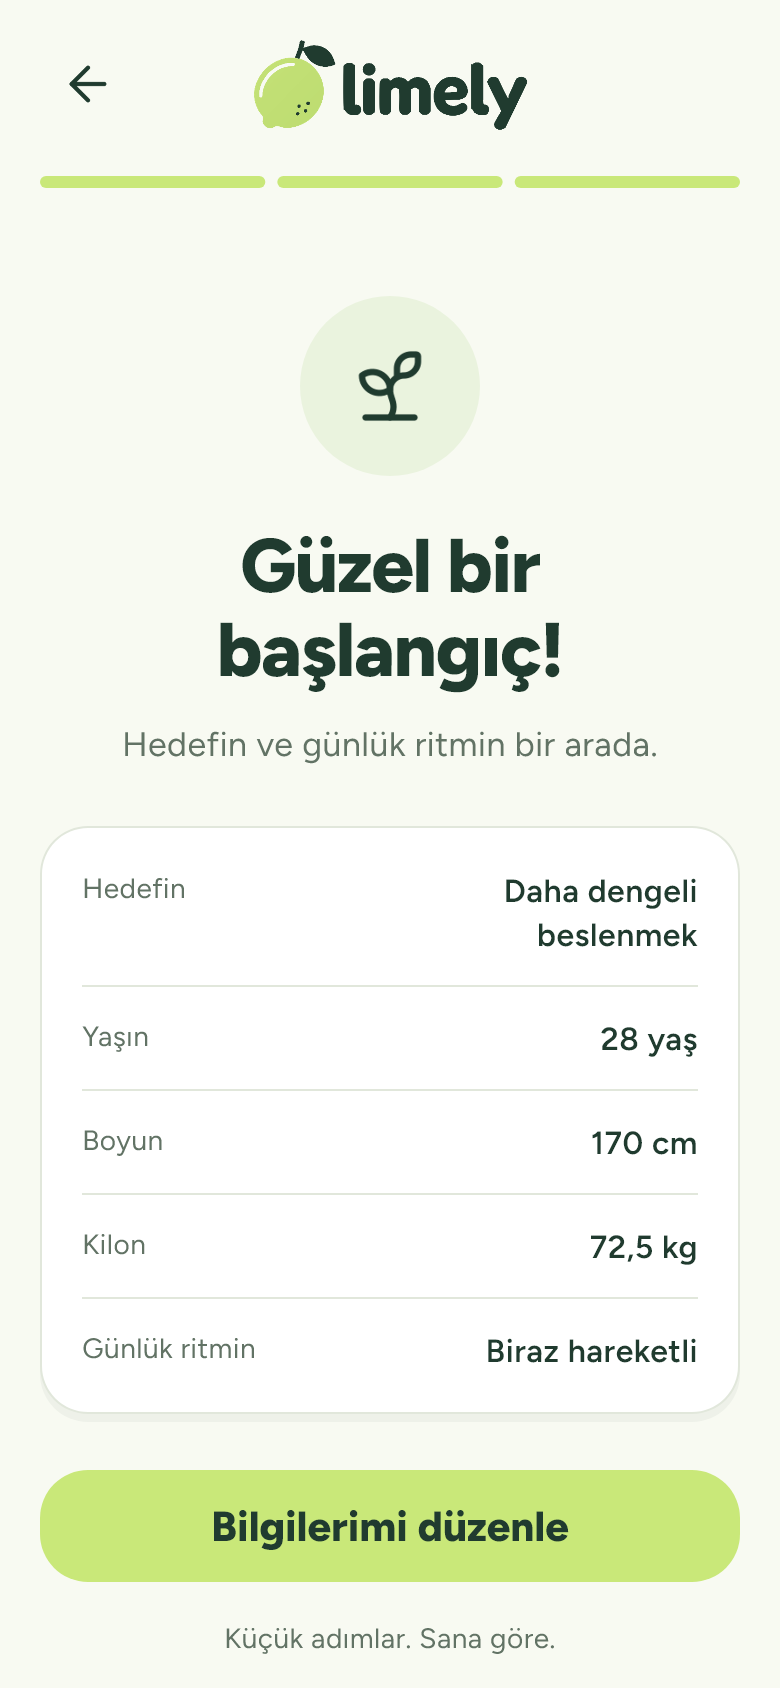 limely
Güzel bir
başlangıç!
Hedefin ve günlük ritmin bir arada.
Hedefin
Daha dengeli
beslenmek
Yaşın
28 yaş
Boyun
170 cm
Kilon
72,5 kg
Günlük ritmin
Biraz hareketli
Bilgilerimi düzenle
Küçük adımlar. Sana göre.